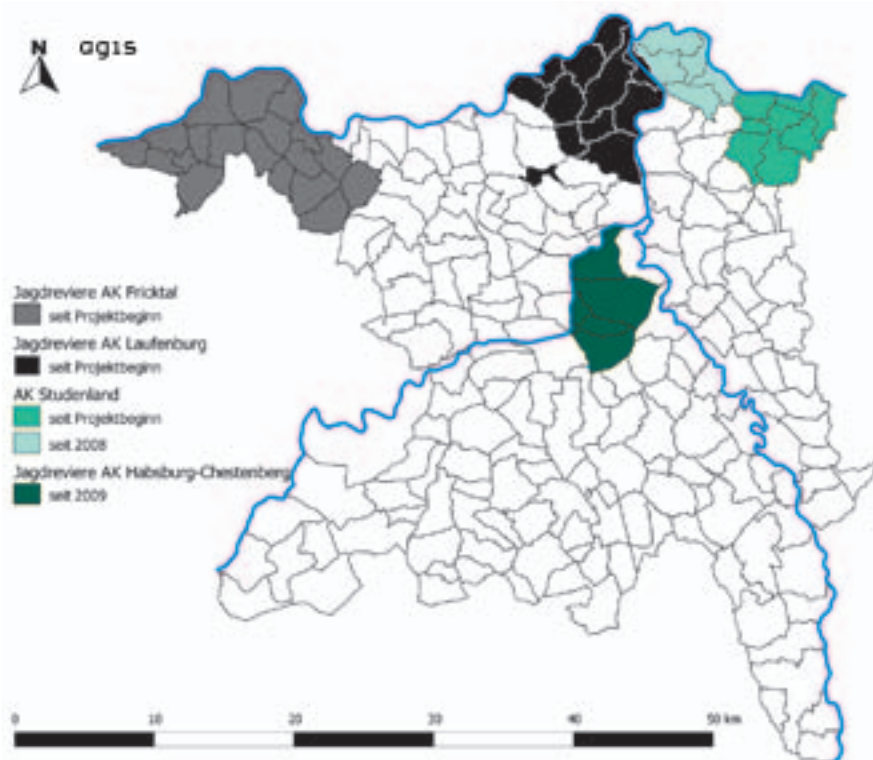 N
agis
Jagdreviere AK Fricktal
seit Projektbeginn
Jagdreviere AK Laufenburg
seit Projektbeginn
AK Studenland
seit Projektbeginn
seit 2008
Jagdreviere AK Habsburg-Chestenberg
seit 2009
0 10 20 30 40 50 km